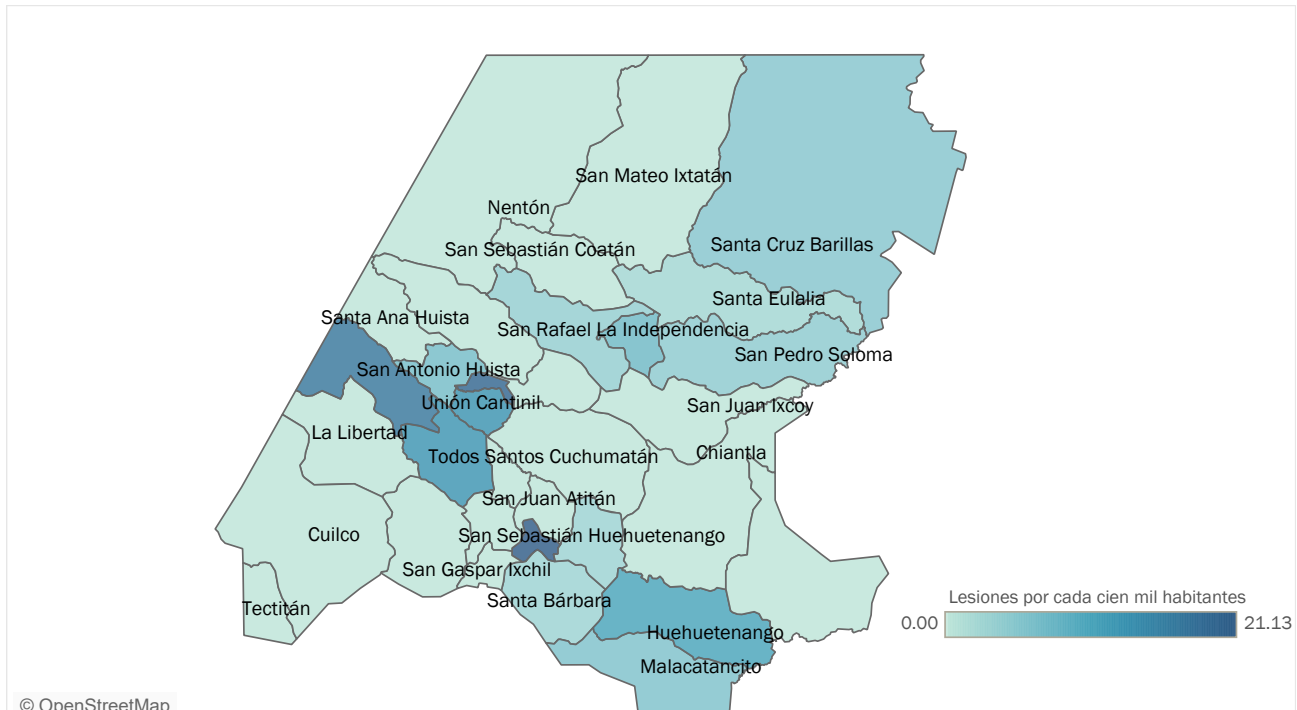 San Mateo Ixtatán
Nentón
San Sebastián Coatán
Santa Cruz Barillas
Santa Eulalia
Santa Ana Huista
San Rafael La Independencia
San Pedro Soloma
San Antonio Huista
Unión Cantinil
San Juan Ixcoy
La Libertad
Chiantla
Todos Santos Cuchumatán
San Juan Atitán
Cuilco
San Sebastián Huehuetenango
San Gaspar Ixchil
Santa Bárbara
Tectitán
Lesiones por cada cien mil habitantes
0.00
21.13
Huehuetenango
Malacatancito
© OpenStreetMap